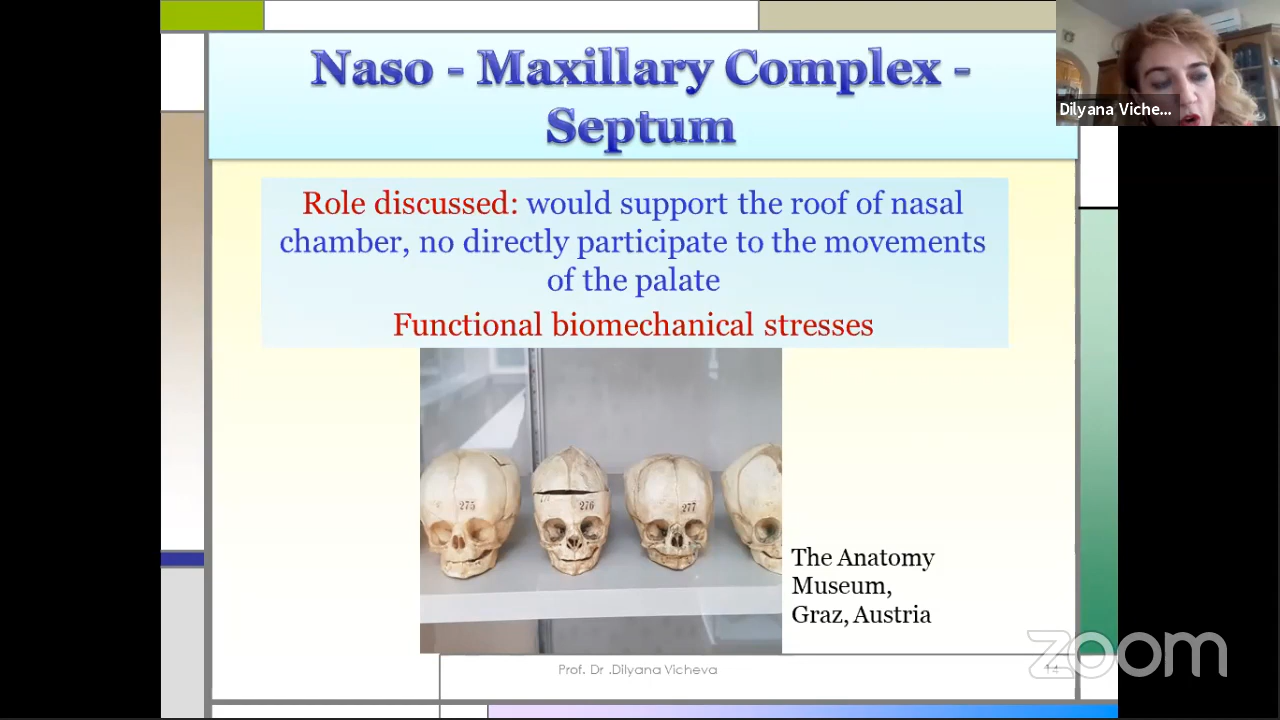 Naso - Maxillary Complex -
Septum
Dilyana Viche...
Role discussed: would support the roof of nasal
chamber, no directly participate to the movements
of the palate
Functional biomechanical stresses
275
276
277
The Anatomy
Museum,
Graz, Austria
Prof. Dr .Dilyana Vicheva
14
zoom